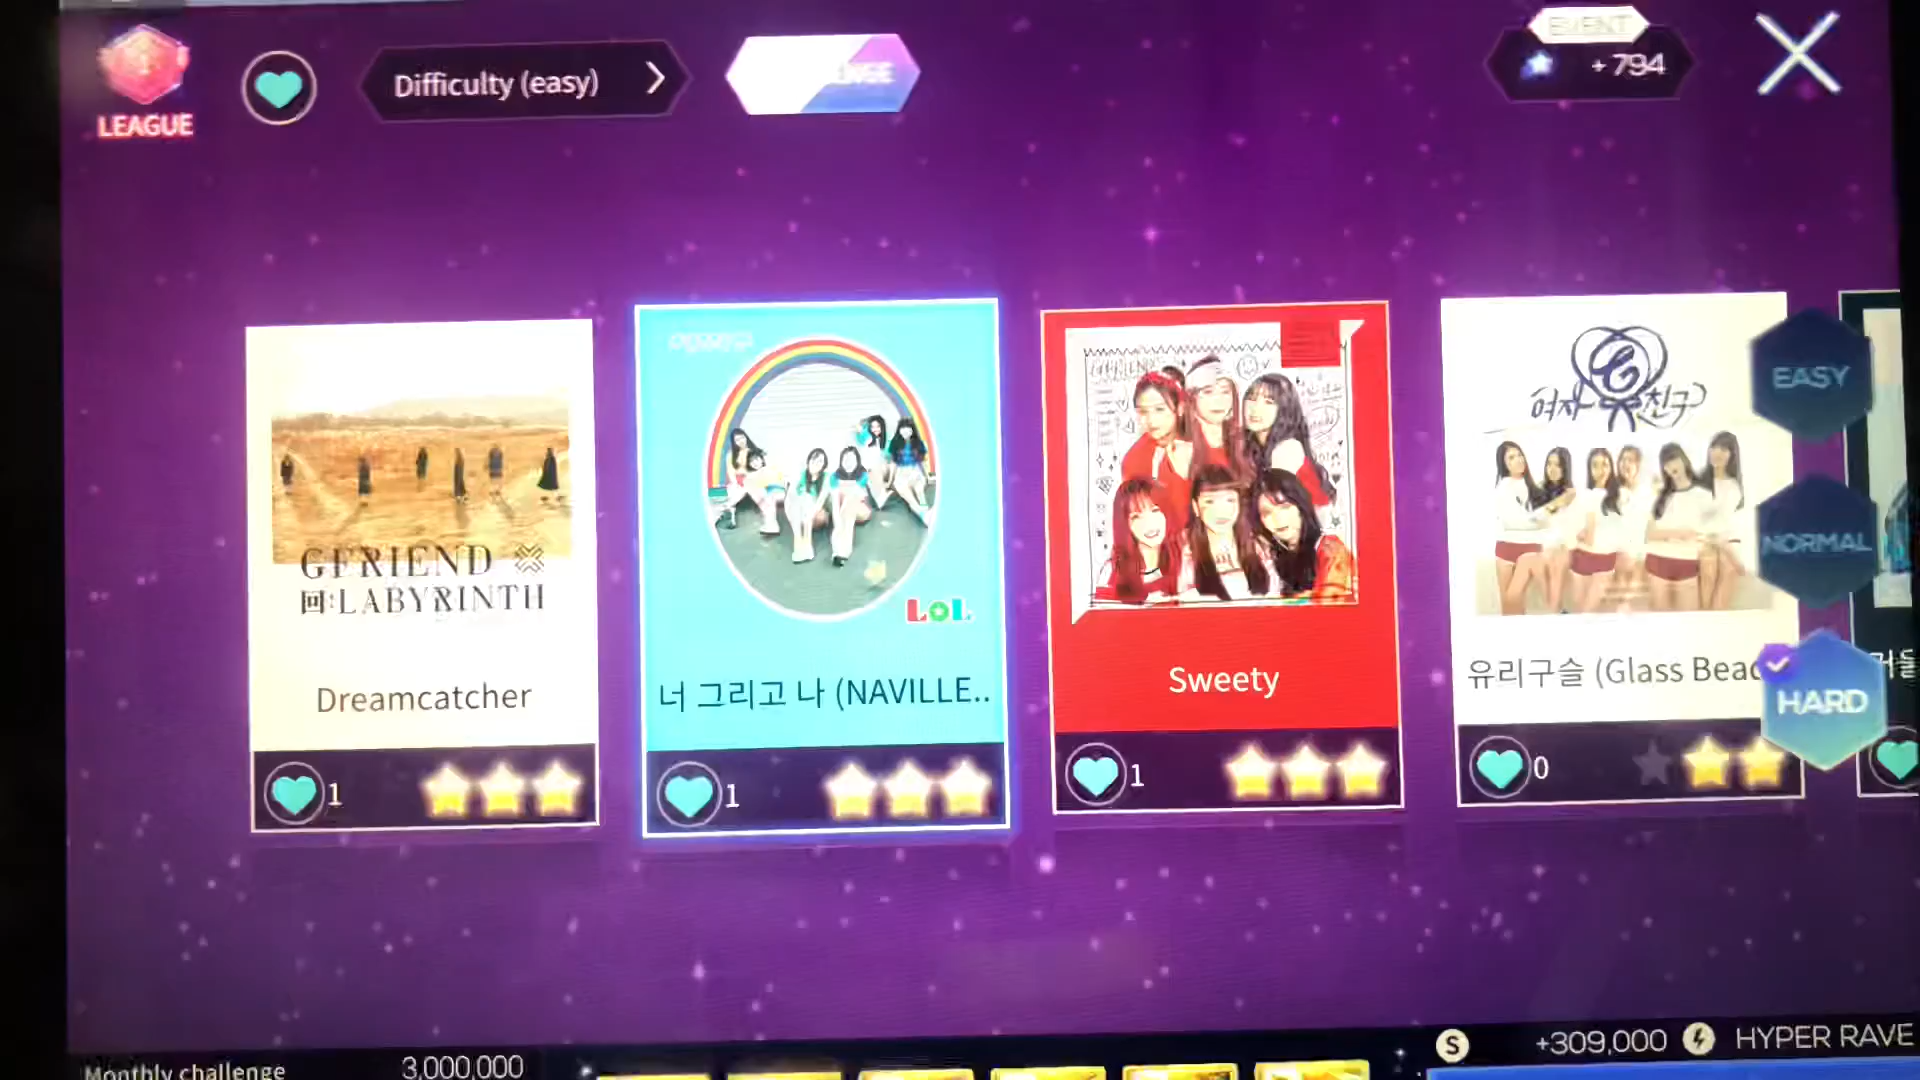 LEAGUE
Difficulty (easy)
EVENT
+794
GFRIEND
回:LABYRINTH
Dreamcatcher
1
LOL
너 그리고 나 (NAVILLE..
1
Sweety
1
여자친구
유리구슬 (Glass Bead
0
EASY
NORMAL
HARD
Monthly challenge
3,000,000
S
+309,000
HYPER RAVE